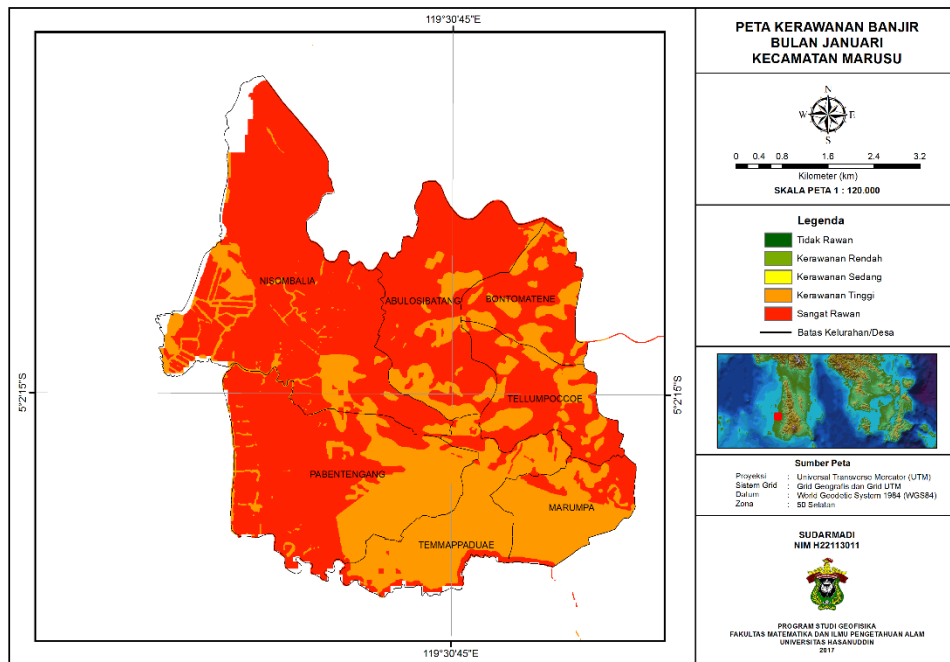 119°30'45"E
5°2'15"S
NISOMBALIA
ABULOSIBATANG
BONTOMATENE
TELLUMPOCCOE
PABENTENGANG
MARUMPA
TEMMAPPADUAE
5°2'15"S
119°30'45"E
PETA KERAWANAN BANJIR
BULAN JANUARI
KECAMATAN MARUSU
N
W E
S
0 0.4 0.8 1.6 2.4 3.2
Kilometer (km)
SKALA PETA 1 : 120.000
Legenda
Tidak Rawan
Kerawanan Rendah
Kerawanan Sedang
Kerawanan Tinggi
Sangat Rawan
Batas Kelurahan/Desa
Sumber Peta
Proyeksi : Universal Transverso Mercator (UTM)
Sistem Grid : Grid Geografis dan Grid UTM
Datum : World Geodetic System 1984 (WGS84)
Zona : 50 Selatan
SUDARMADI
NIM H22113011
PROGRAM STUDI GEOFISIKA
FAKULTAS MATEMATIKA DAN ILMU PENGETAHUAN ALAM
UNIVERSITAS HASANUDDIN
2017